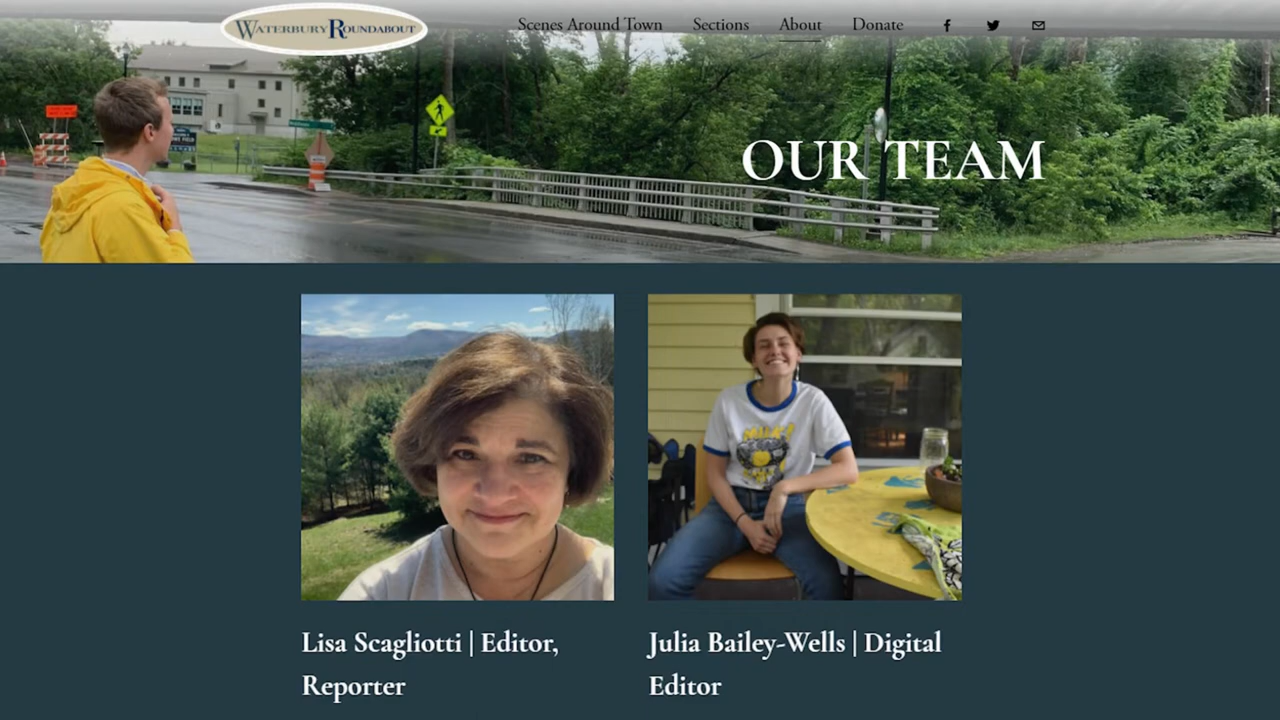 WATERBURY ROUNDABOUT
Scenes Around Town
Sections
About
Donate
OUR TEAM
Lisa Scagliotti | Editor,
Reporter
Julia Bailey-Wells | Digital
Editor